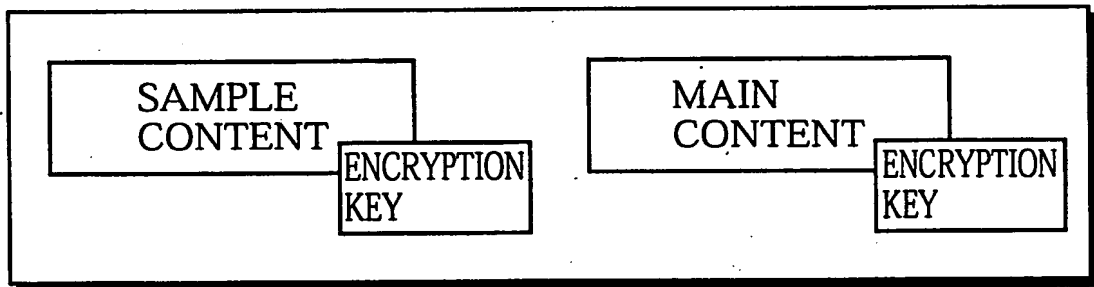 SAMPLE
CONTENT
ENCRYPTION
KEY
MAIN
CONTENT
ENCRYPTION
KEY